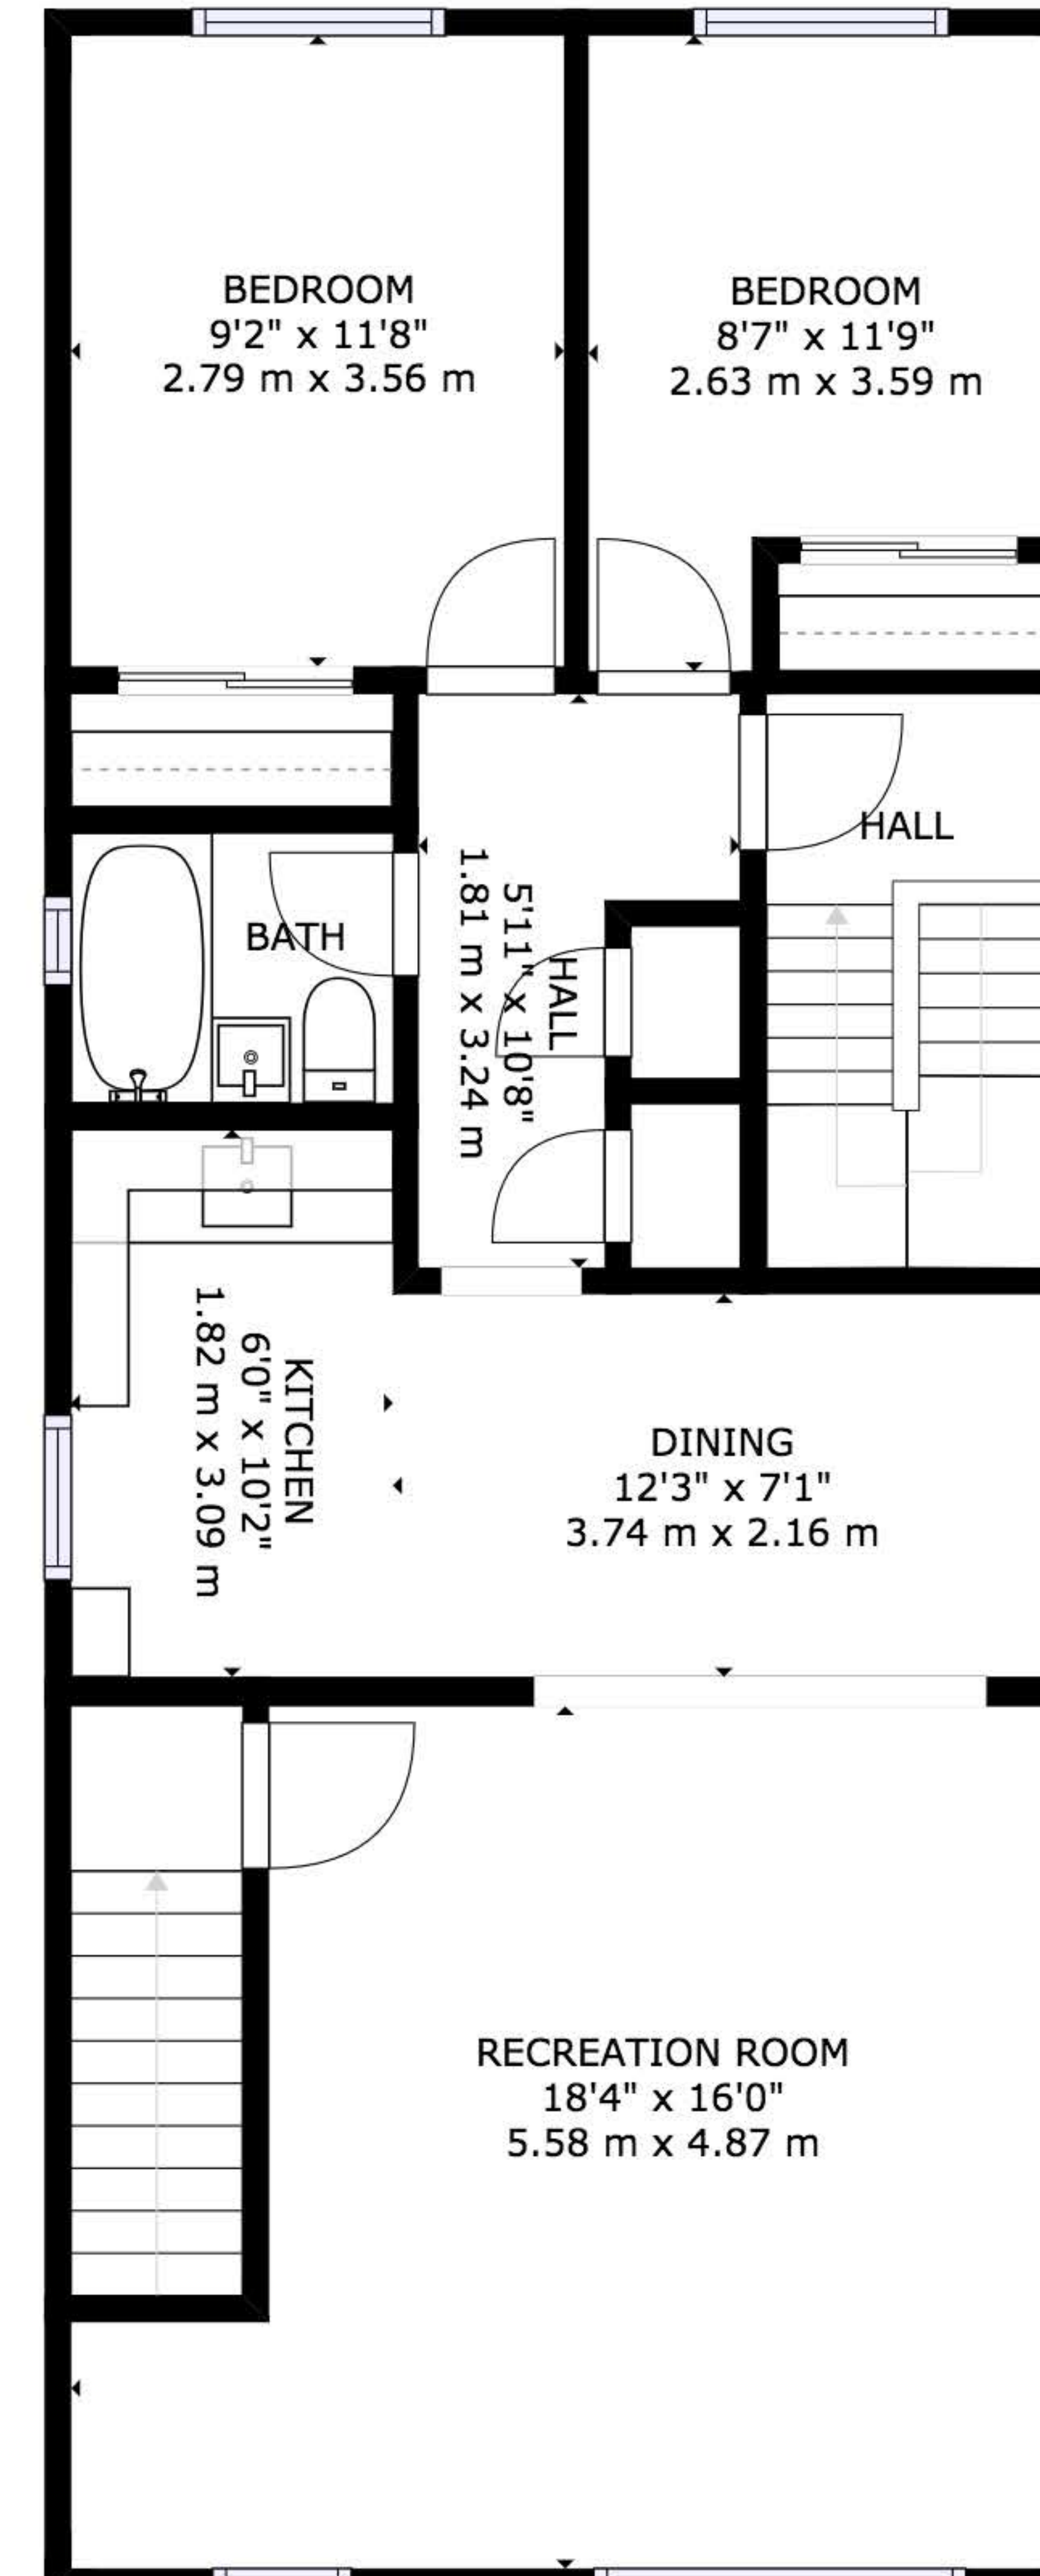 BEDROOM
9'2" x 11'8"
2.79 m x 3.56 m
BEDROOM
8'7" x 11'9"
2.63 m x 3.59 m
HALL
BATH
HALL
5'11" x 10'8"
1.81 m x 3.24 m
KITCHEN
6'0" x 10'2"
1.82 m x 3.09 m
DINING
12'3" x 7'1"
3.74 m x 2.16 m
RECREATION ROOM
18'4" x 16'0"
5.58 m x 4.87 m